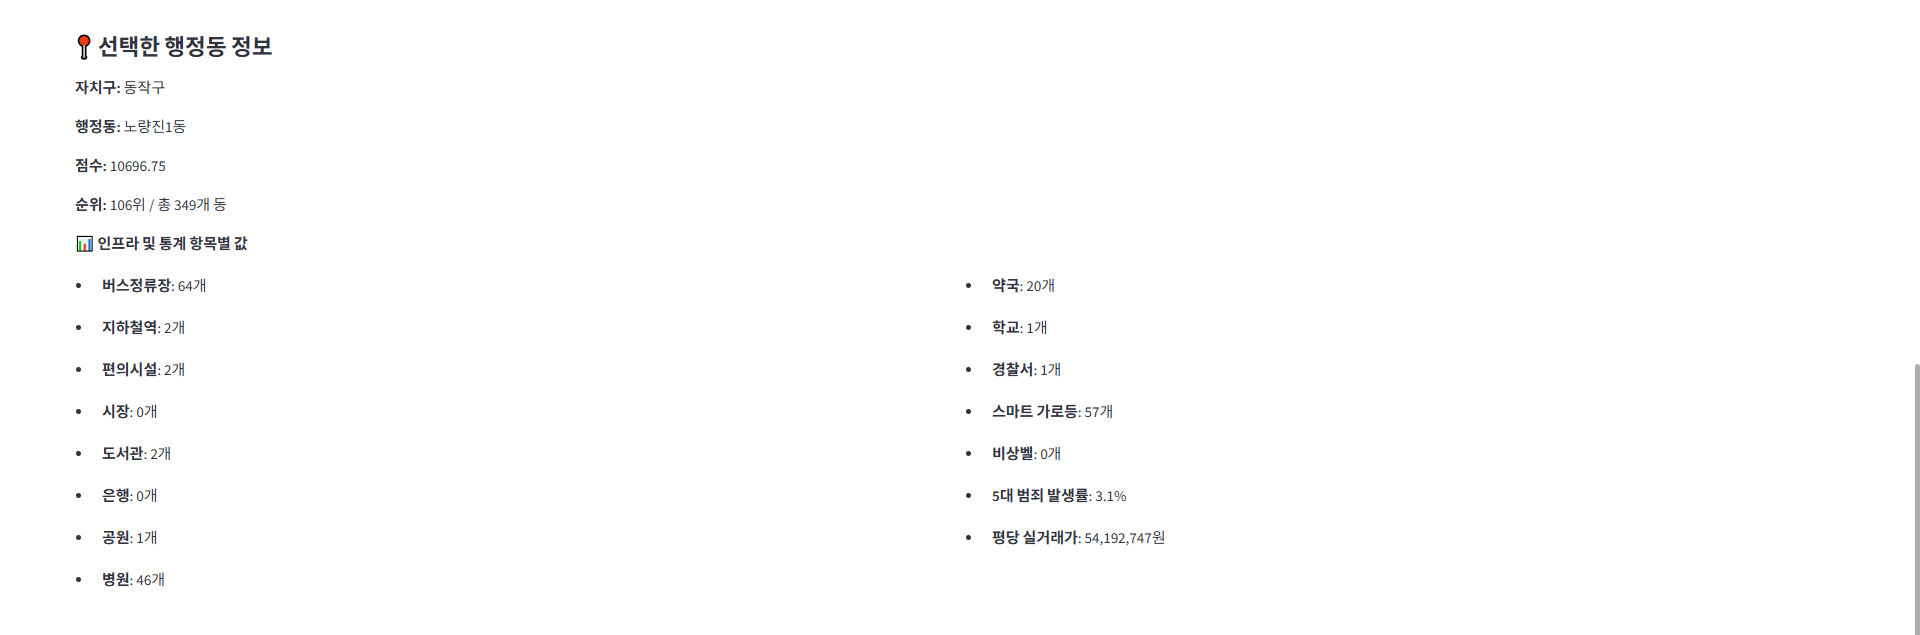 선택한 행정동 정보
자치구: 동작구
행정동: 노량진1동
점수: 10696.75
순위: 106위 / 총 349개 동
인프라 및 통계 항목별 값
버스정류장: 64개
지하철역: 2개
편의시설: 2개
시장: 0개
도서관: 2개
은행: 0개
공원: 1개
병원: 46개
약국: 20개
학교: 1개
경찰서: 1개
스마트 가로등: 57개
비상벨: 0개
5대 범죄 발생률: 3.1%
평당 실거래가: 54,192,747원